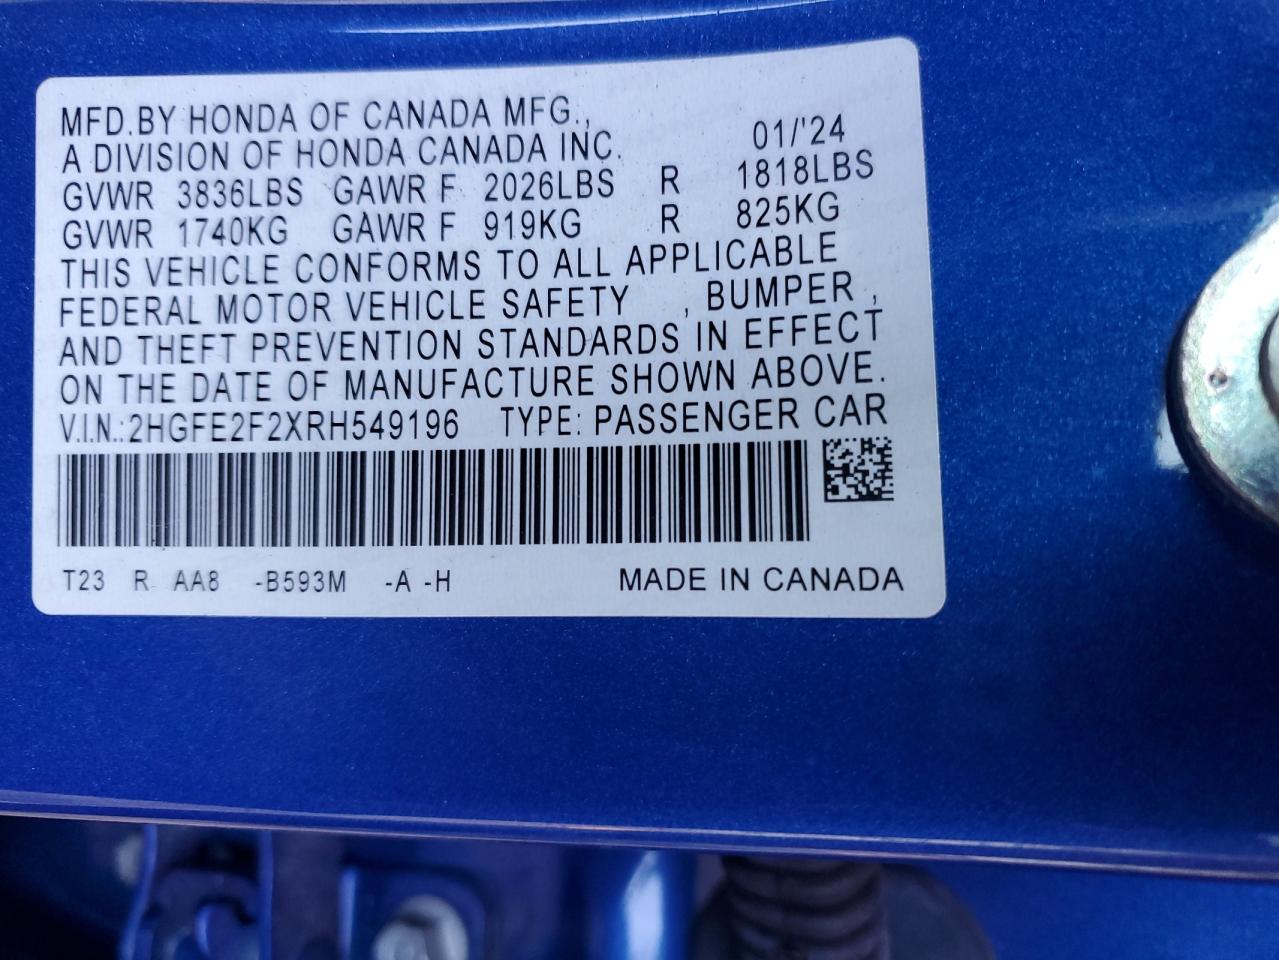 MFD.BY HONDA OF CANADA MFG.,
A DIVISION OF HONDA CANADA INC. 01/'24
GVWR 3836LBS GAWR F 2026LBS R 1818LBS
GVWR 1740KG GAWR F 919KG R 825KG
THIS VEHICLE CONFORMS TO ALL APPLICABLE
FEDERAL MOTOR VEHICLE SAFETY , BUMPER ,
AND THEFT PREVENTION STANDARDS IN EFFECT
ON THE DATE OF MANUFACTURE SHOWN ABOVE.
V.I.N.:2HGFE2F2XRH549196 TYPE: PASSENGER CAR
T23 R AA8 -B593M -A -H MADE IN CANADA